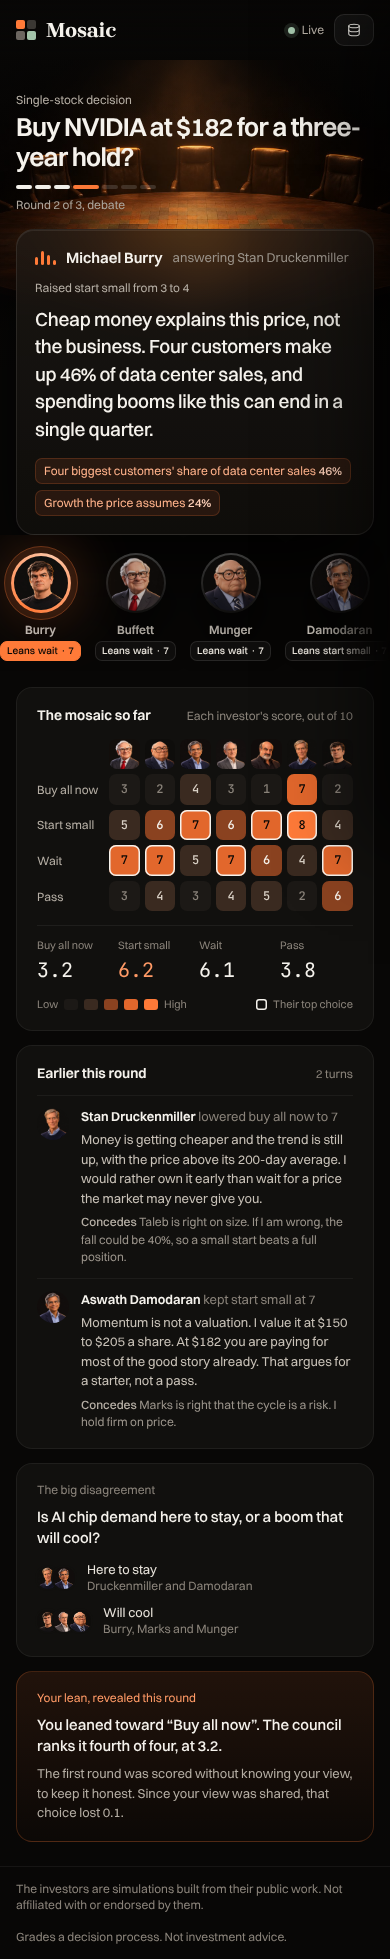 Mosaic
Live
Single-stock decision
Buy NVIDIA at $182 for a three-
year hold?
Round 2 of 3, debate
Michael Burry answering Stan Druckenmiller
Raised start small from 3 to 4
Cheap money explains this price, not
the business. Four customers make
up 46% of data center sales, and
spending booms like this can end in a
single quarter.
Four biggest customers' share of data center sales 46%
Growth the price assumes 24%
Burry Buffett Munger Damodaran
Leans wait · 7 Leans wait · 7 Leans wait · 7 Leans start small ·
The mosaic so far Each investor's score, out of 10
Buy all now 3 2 4 3 1 7 2
Start small 5 6 7 6 7 8 4
Wait 7 7 5 7 6 4 7
Pass 3 4 3 4 5 2 6
Buy all now Start small Wait Pass
3.2 6.2 6.1 3.8
Low High Their top choice
Earlier this round 2 turns
Stan Druckenmiller lowered buy all now to 7
Money is getting cheaper and the trend is still
up, with the price above its 200-day average. I
would rather own it early than wait for a price
the market may never give you.
Concedes Taleb is right on size. If I am wrong, the
fall could be 40%, so a small start beats a full
position.
Aswath Damodaran kept start small at 7
Momentum is not a valuation. I value it at $150
to $205 a share. At $182 you are paying for
most of the good story already. That argues for
a starter, not a pass.
Concedes Marks is right that the cycle is a risk. I
hold firm on price.
The big disagreement
Is AI chip demand here to stay, or a boom that
will cool?
Here to stay
Druckenmiller and Damodaran
Will cool
Burry, Marks and Munger
Your lean, revealed this round
You leaned toward “Buy all now”. The council
ranks it fourth of four, at 3.2.
The first round was scored without knowing your view,
to keep it honest. Since your view was shared, that
choice lost 0.1.
The investors are simulations built from their public work. Not
affiliated with or endorsed by them.
Grades a decision process. Not investment advice.